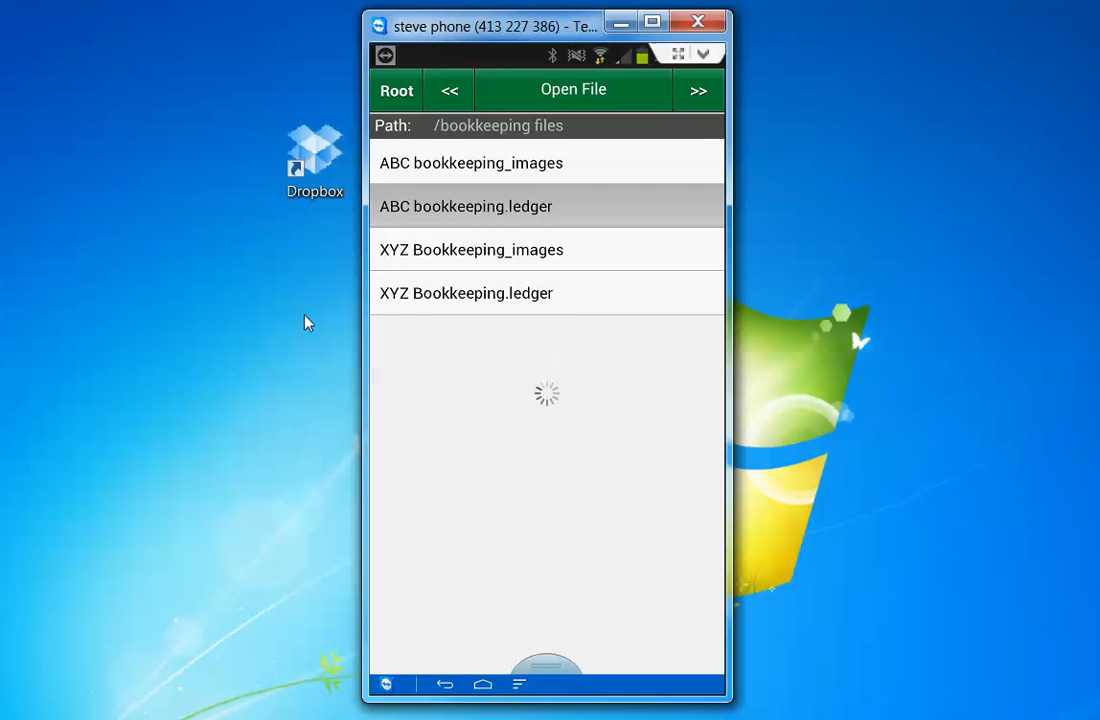 steve phone (413 227 386) - Te...
Root
<<
Open File
>>
Path: /bookkeeping files
ABC bookkeeping_images
ABC bookkeeping.ledger
XYZ Bookkeeping_images
XYZ Bookkeeping.ledger
Dropbox